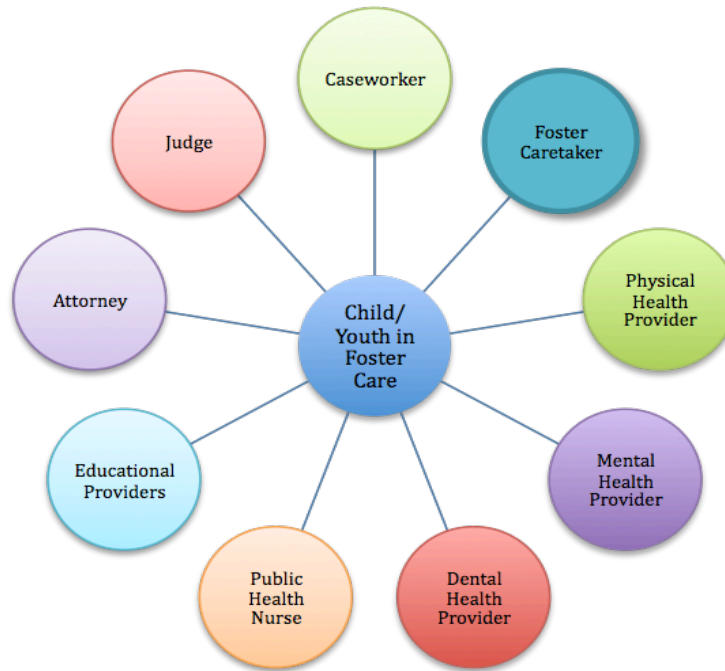 Caseworker
Foster
Caretaker
Physical
Health
Provider
Mental
Health
Provider
Dental
Health
Provider
Public
Health
Nurse
Educational
Providers
Attorney
Judge
Child/
Youth in
Foster
Care